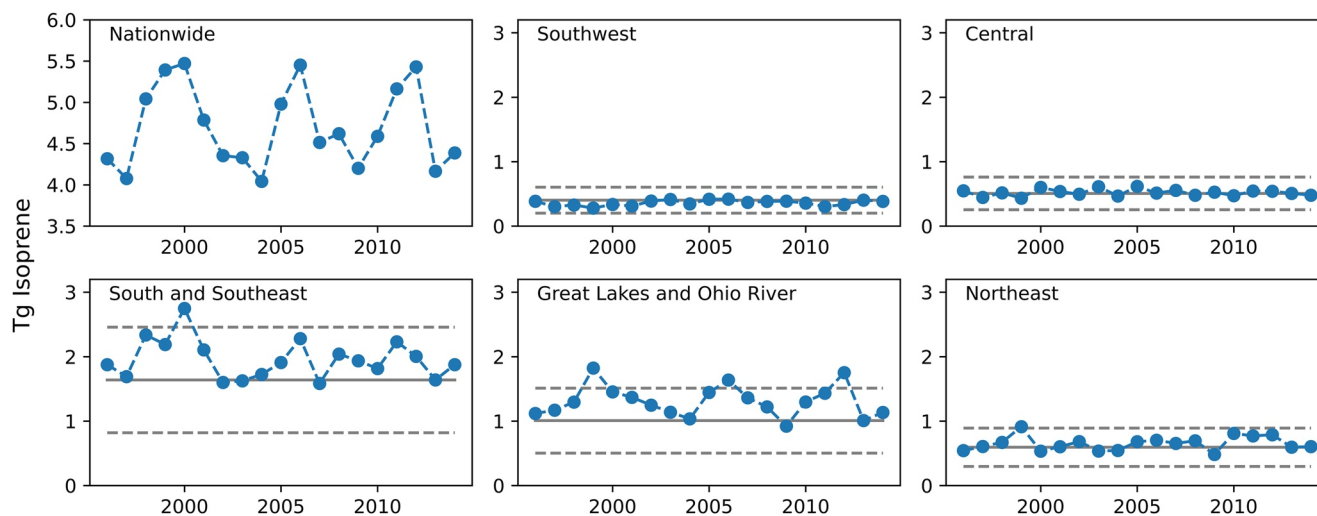 Tg Isoprene
Nationwide
6.0
5.5
5.0
4.5
4.0
3.5
2000 2005 2010
Southwest
3
2
1
0
2000 2005 2010
Central
3
2
1
0
2000 2005 2010
South and Southeast
3
2
1
0
2000 2005 2010
Great Lakes and Ohio River
3
2
1
0
2000 2005 2010
Northeast
3
2
1
0
2000 2005 2010